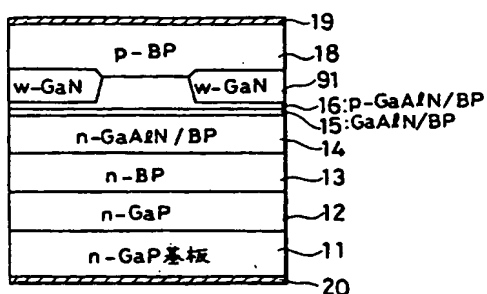 19
p-BP
18
w-GaN w-GaN 91
16:p-GaAlN/BP
15:GaAlN/BP
n-GaAlN/BP
14
n-BP
13
n-GaP
12
n-GaP基板
11
20